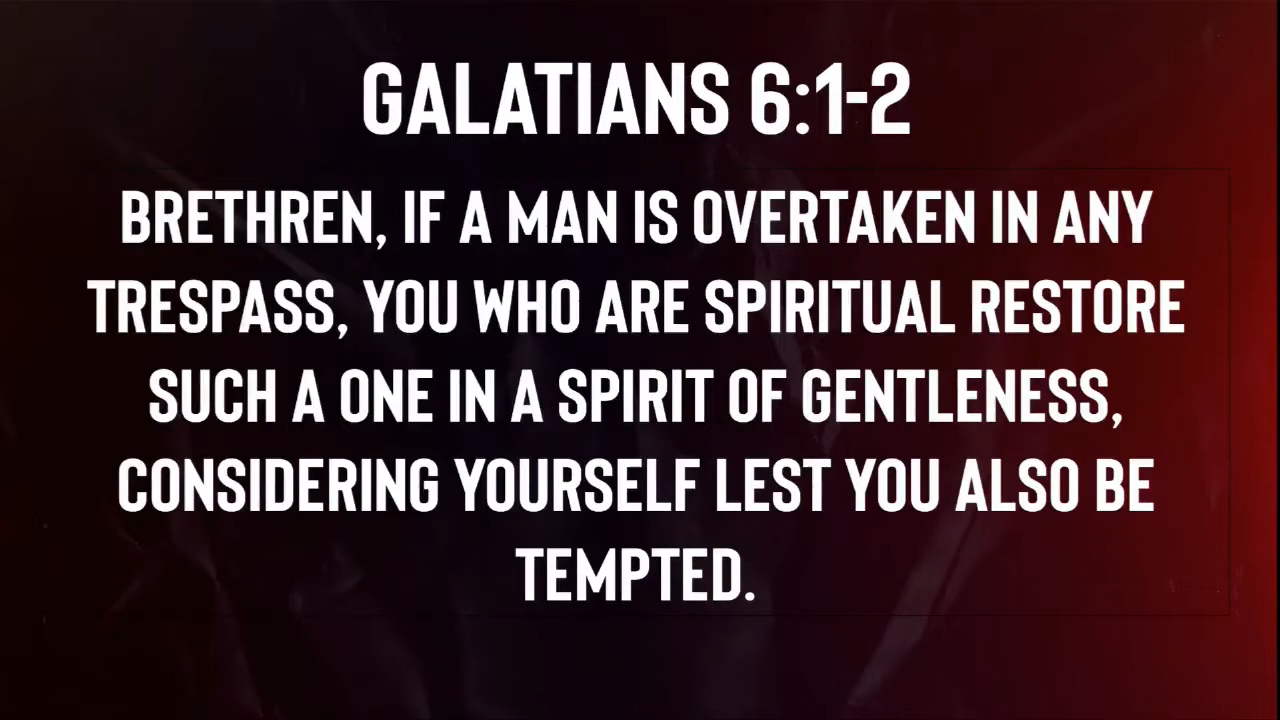 GALATIANS 6:1-2
BRETHREN, IF A MAN IS OVERTAKEN IN ANY
TRESPASS, YOU WHO ARE SPIRITUAL RESTORE
SUCH A ONE IN A SPIRIT OF GENTLENESS,
CONSIDERING YOURSELF LEST YOU ALSO BE
TEMPTED.